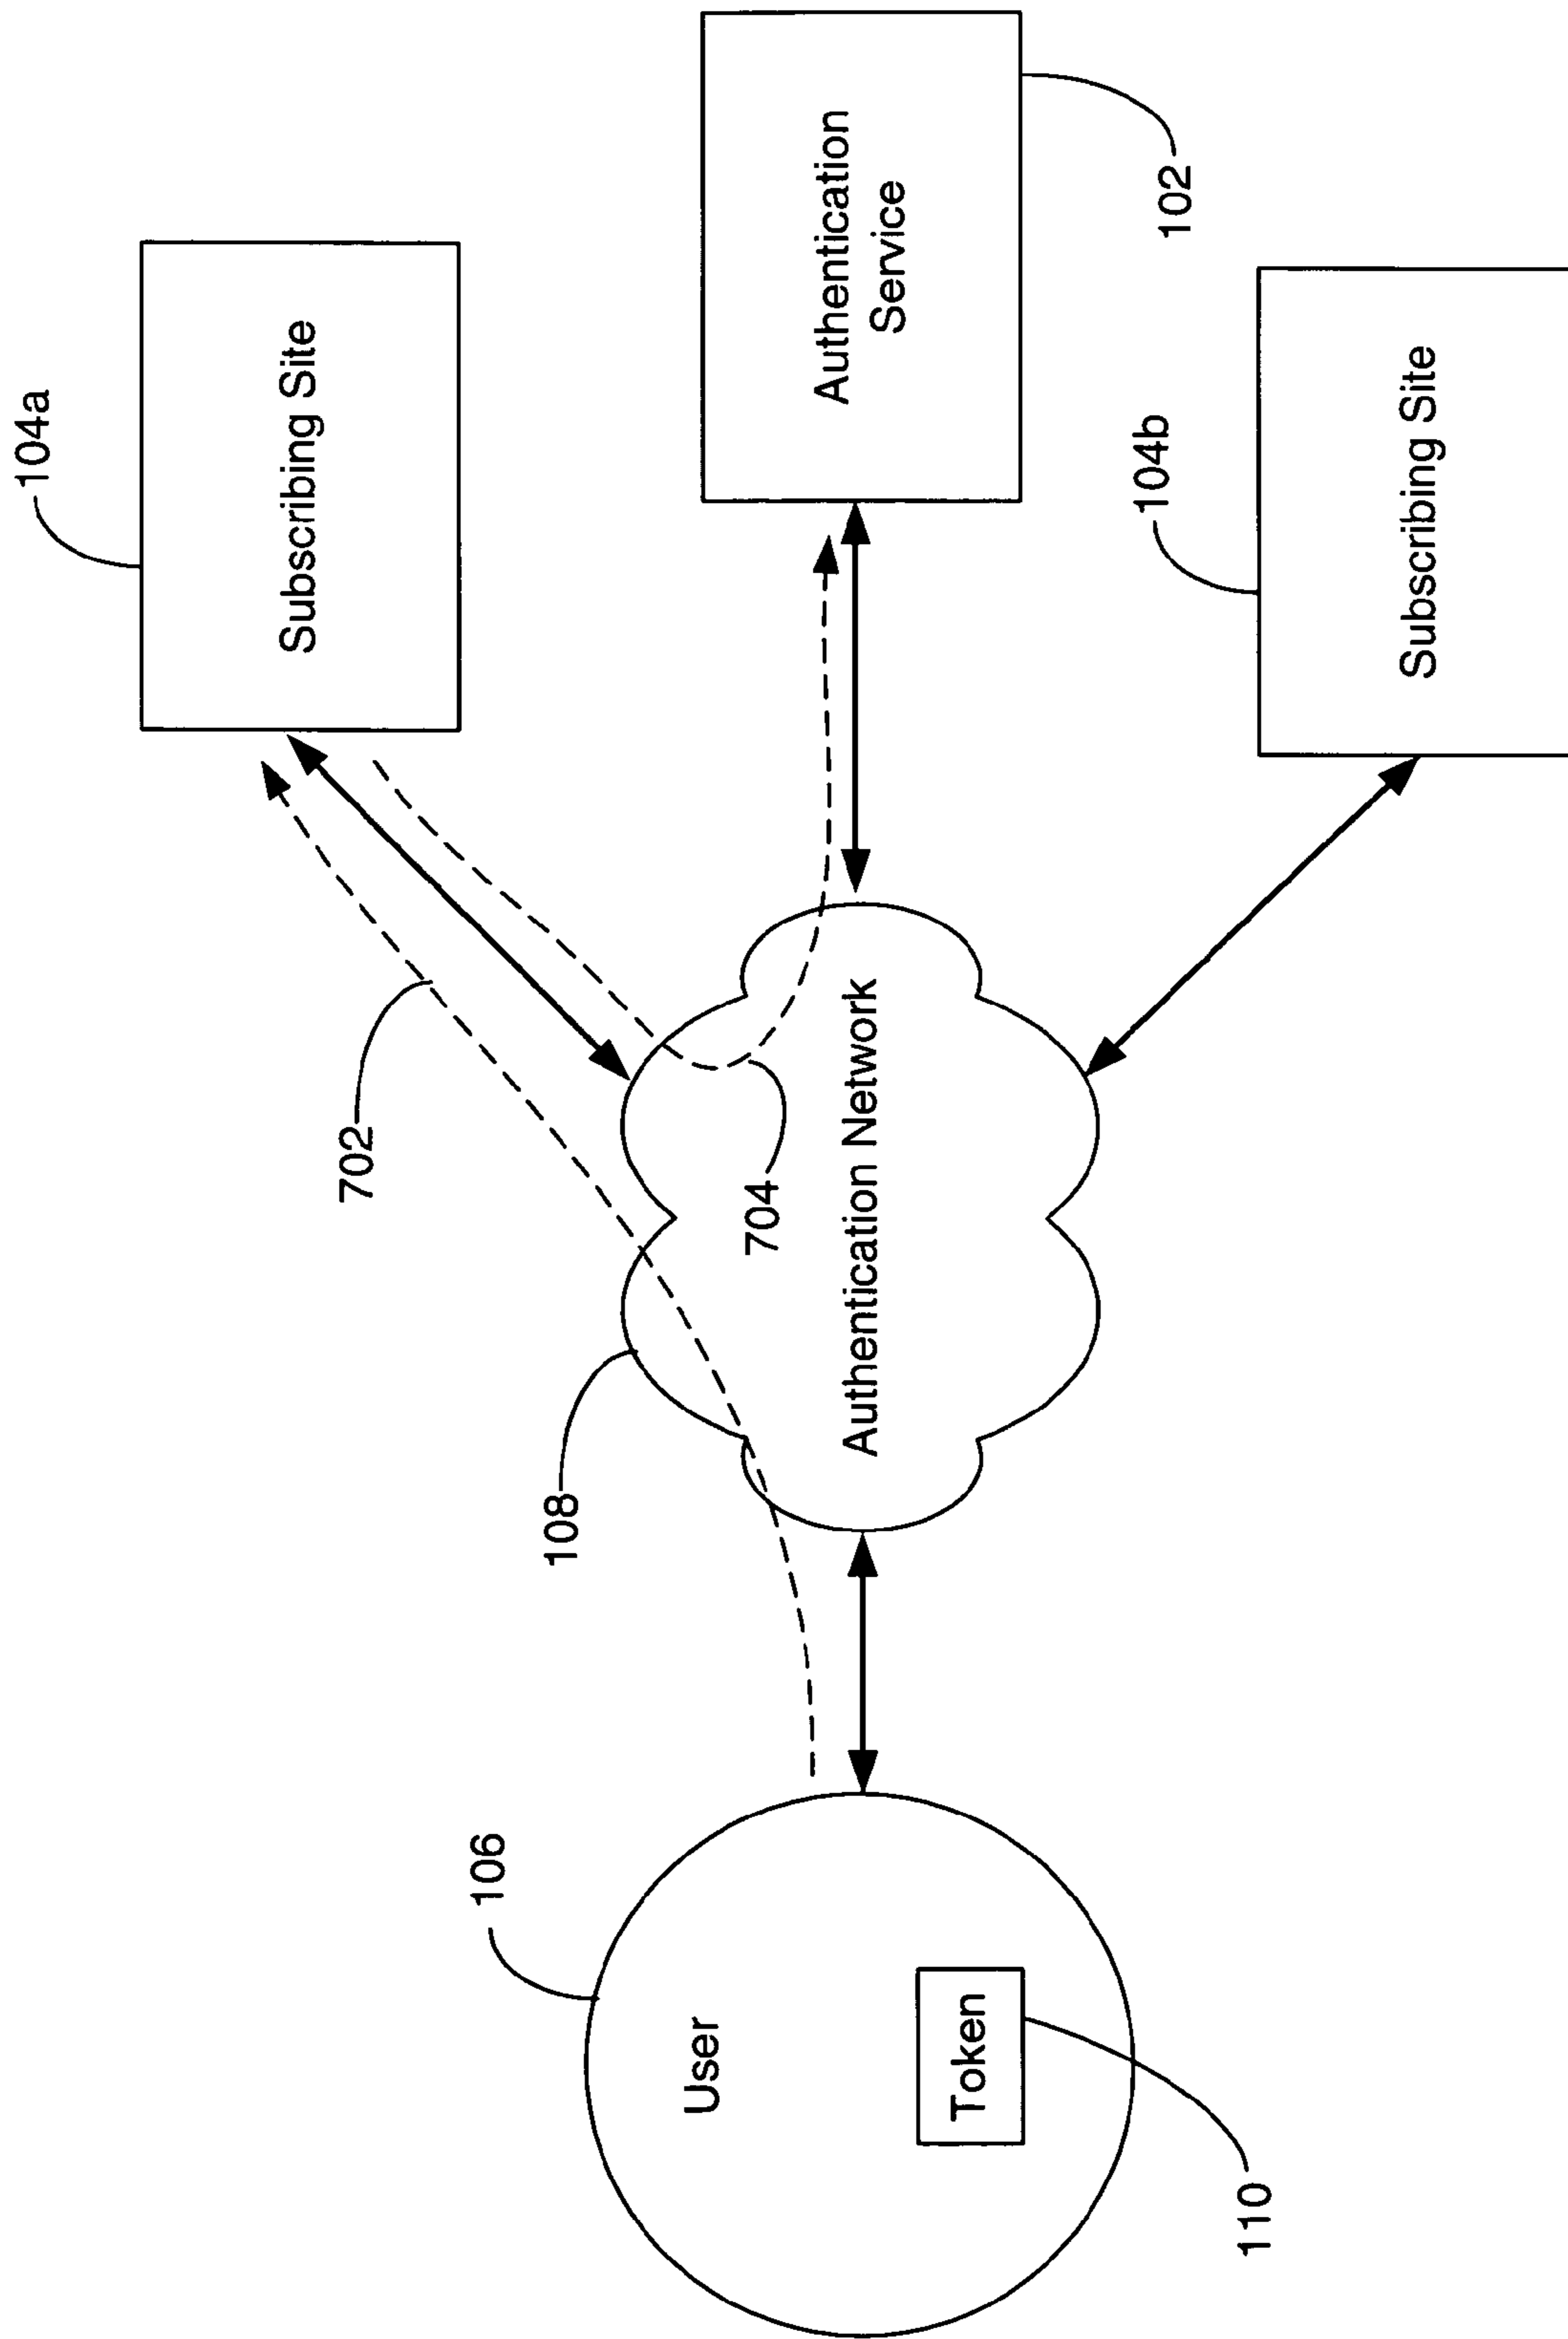 104a
Subscribing Site
702
108
106
User
Token
110
704
Authentication Network
Authentication
Service
102
104b
Subscribing Site